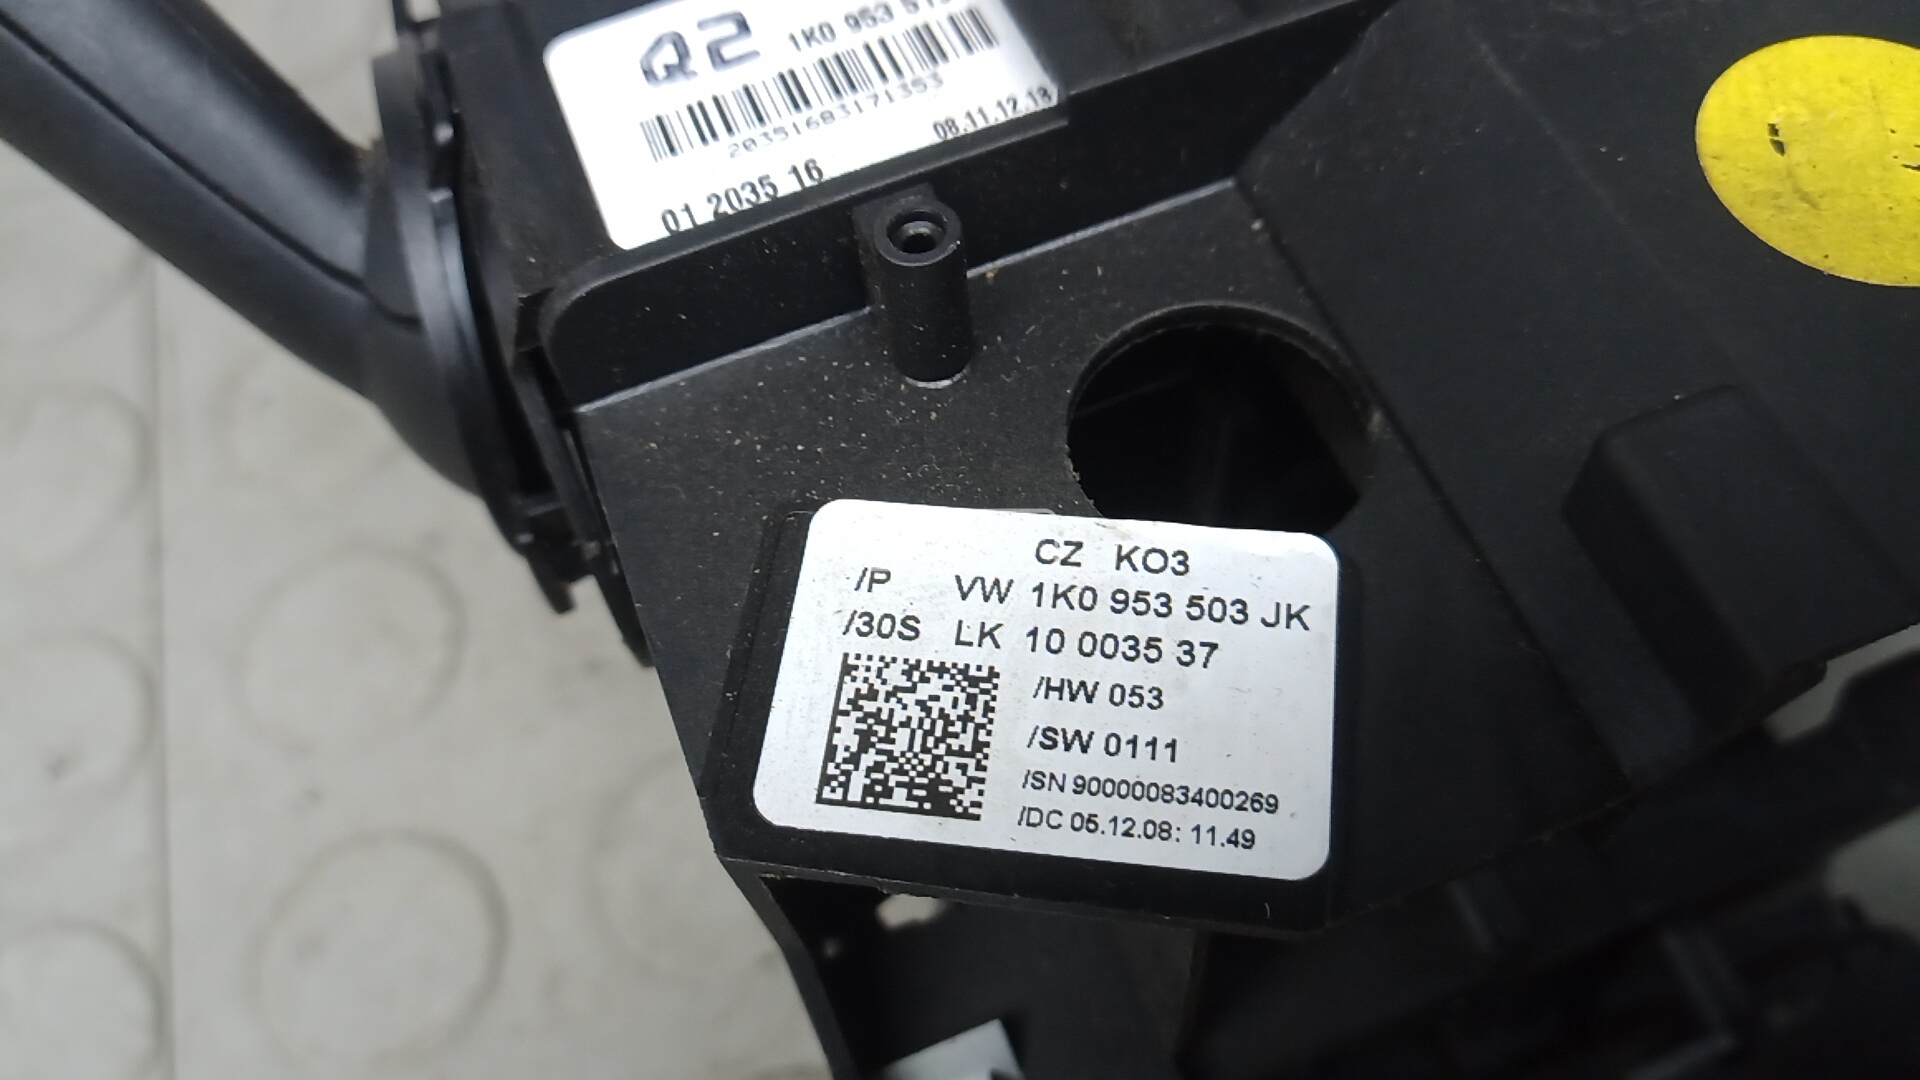 Q2 1K0 953
20351683171353
08.11.12.18
01 2035 16
CZ KO3
/P VW 1K0 953 503 JK
/30S LK 10 0035 37
/HW 053
/SW 0111
/SN 90000083400269
/DC 05.12.08: 11.49